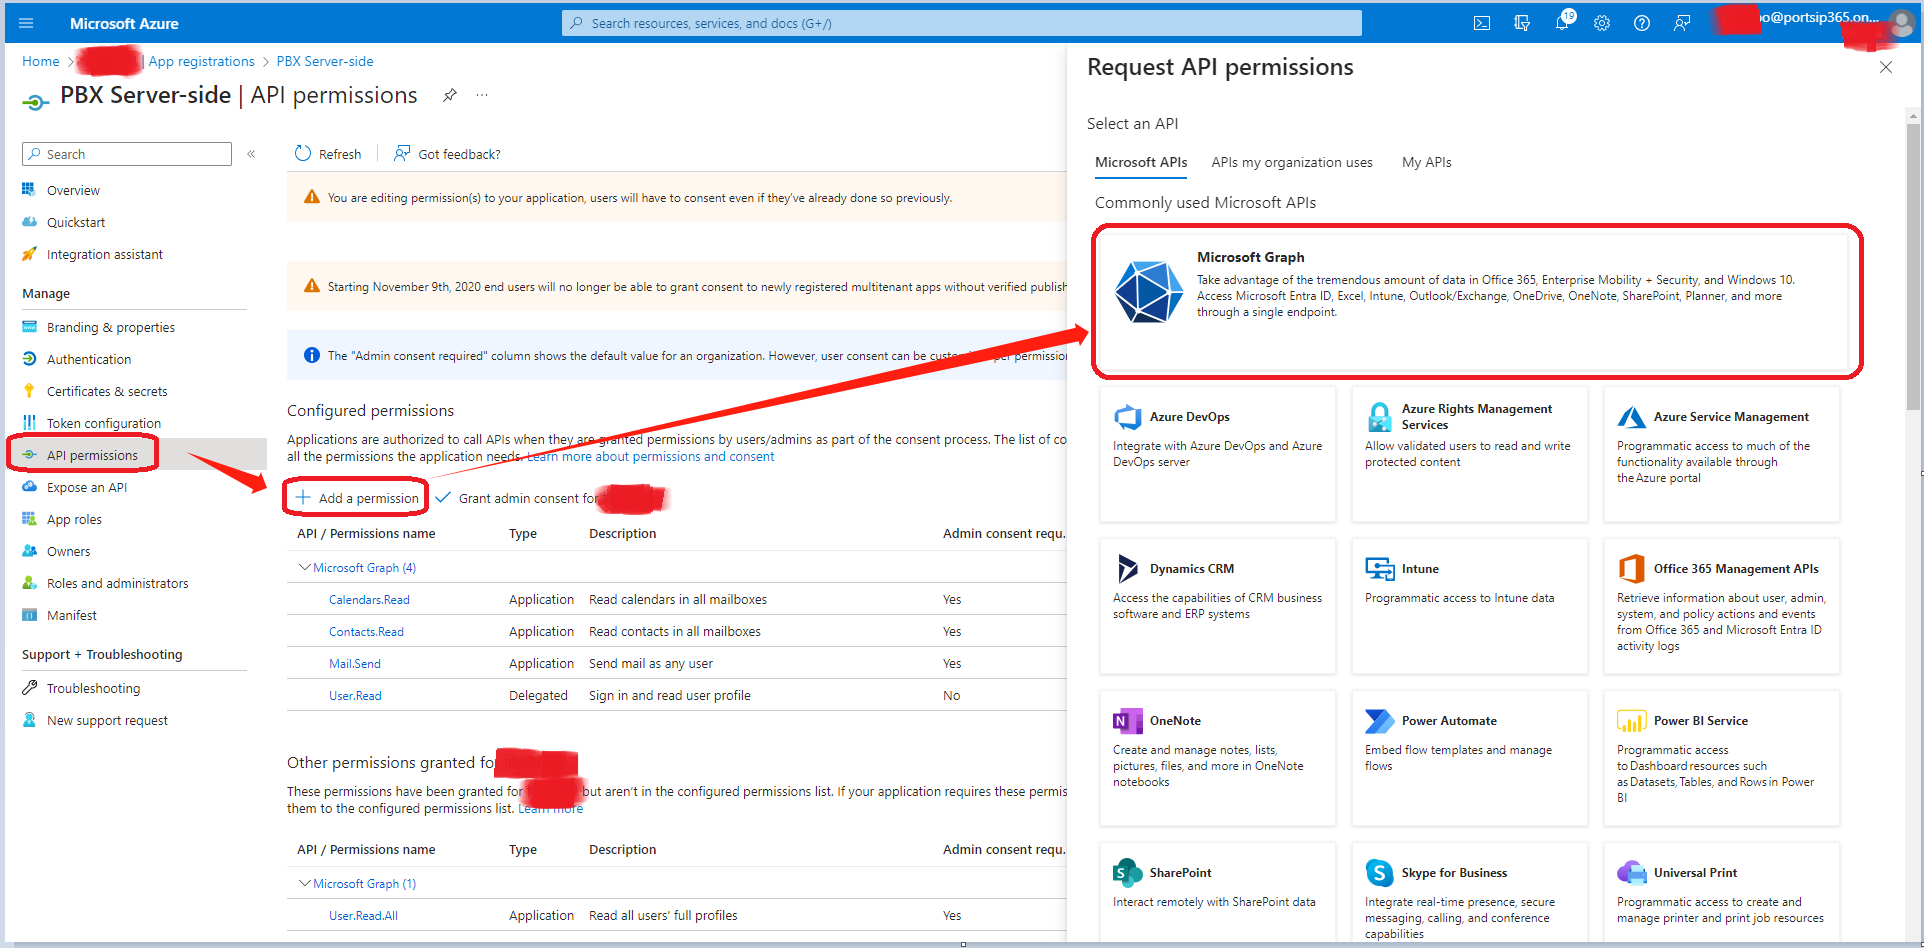 Microsoft Azure
Search resources, services, and docs (G+/)
19
oo@portsip365.on...
Home > | App registrations > PBX Server-side
PBX Server-side | API permissions
Search
Overview
Quickstart
Integration assistant
Manage
Branding & properties
Authentication
Certificates & secrets
Token configuration
API permissions
Expose an API
App roles
Owners
Roles and administrators
Manifest
Support + Troubleshooting
Troubleshooting
New support request
Refresh
Got feedback?
You are editing permission(s) to your application, users will have to consent even if they've already done so previously.
Starting November 9th, 2020 end users will no longer be able to grant consent to newly registered multitenant apps without verified publish
The "Admin consent required" column shows the default value for an organization. However, user consent can be per permission
Configured permissions
Applications are authorized to call APIs when they are granted permissions by users/admins as part of the consent process. The list of co
all the permissions the application needs. Learn more about permissions and consent
Add a permission
Grant admin consent for
API / Permissions name Type Description Admin consent requ.
Microsoft Graph (4)
Calendars.Read Application Read calendars in all mailboxes Yes
Contacts.Read Application Read contacts in all mailboxes Yes
Mail.Send Application Send mail as any user Yes
User.Read Delegated Sign in and read user profile No
Other permissions granted fo
These permissions have been granted for but aren't in the configured permissions list. If your application requires these permis
them to the configured permissions list. Learn more
API / Permissions name Type Description Admin consent requ.
Microsoft Graph (1)
User.Read.All Application Read all users' full profiles Yes
Request API permissions
Select an API
Microsoft APIs APIs my organization uses My APIs
Commonly used Microsoft APIs
Microsoft Graph
Take advantage of the tremendous amount of data in Office 365, Enterprise Mobility + Security, and Windows 10.
Access Microsoft Entra ID, Excel, Intune, Outlook/Exchange, OneDrive, OneNote, SharePoint, Planner, and more
through a single endpoint.
Azure DevOps
Integrate with Azure DevOps and Azure
DevOps server
Azure Rights Management
Services
Allow validated users to read and write
protected content
Azure Service Management
Programmatic access to much of the
functionality available through
the Azure portal
Dynamics CRM
Access the capabilities of CRM business
software and ERP systems
Intune
Programmatic access to Intune data
Office 365 Management APIs
Retrieve information about user, admin,
system, and policy actions and events
from Office 365 and Microsoft Entra ID
activity logs
N
OneNote
Create and manage notes, lists,
pictures, files, and more in OneNote
notebooks
Power Automate
Embed flow templates and manage
flows
Power BI Service
Programmatic access
to Dashboard resources such
as Datasets, Tables, and Rows in Power
BI
S
SharePoint
Interact remotely with SharePoint data
S
Skype for Business
Integrate real-time presence, secure
messaging, calling, and conference
capabilities
Universal Print
Programmatic access to create and
manage printer and print job resources